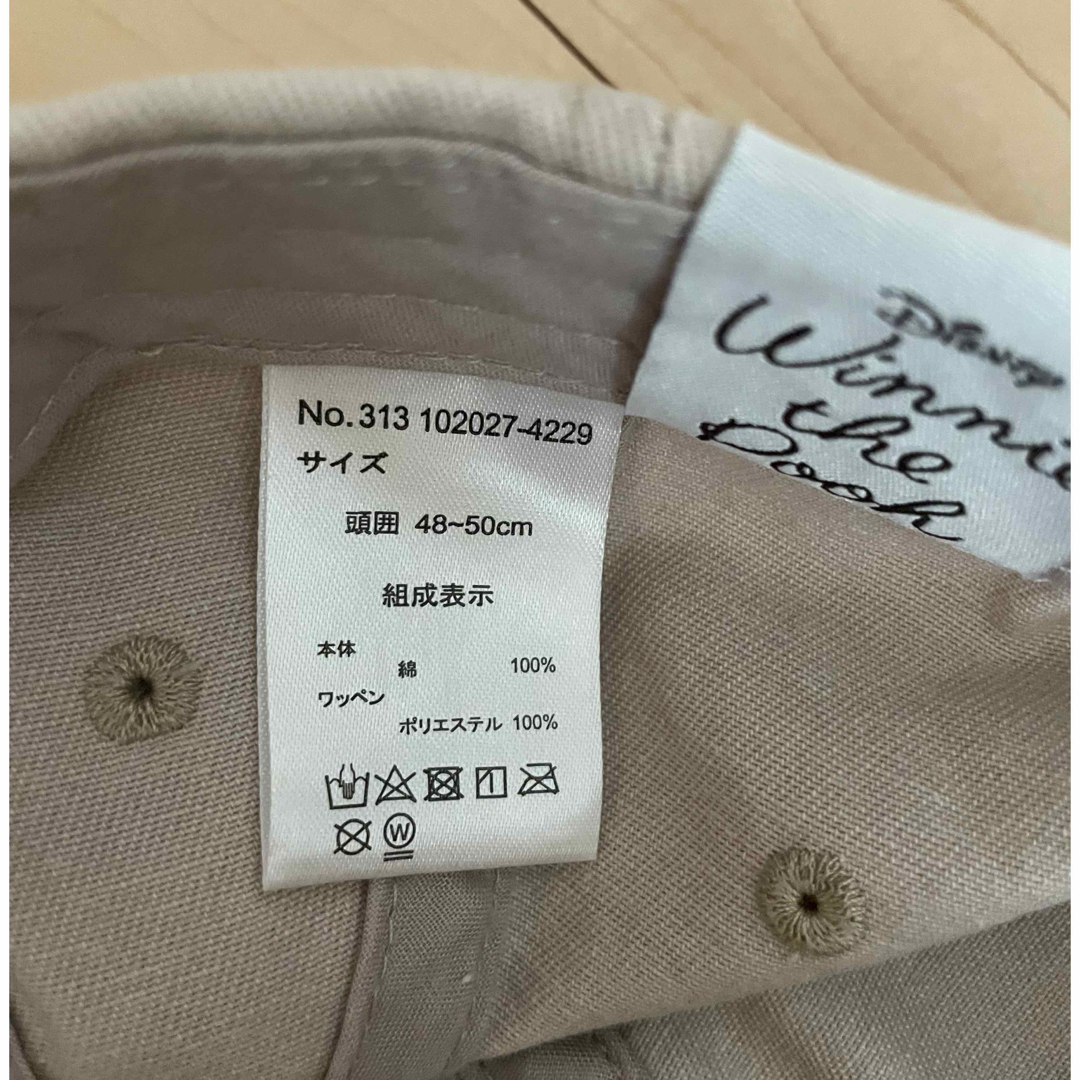 No. 313 102027-4229
サイズ
頭囲 48~50cm
組成表示
本体
綿 100%
ワッペン
ポリエステル 100%
W
Disney
Winnie
the
Pooh